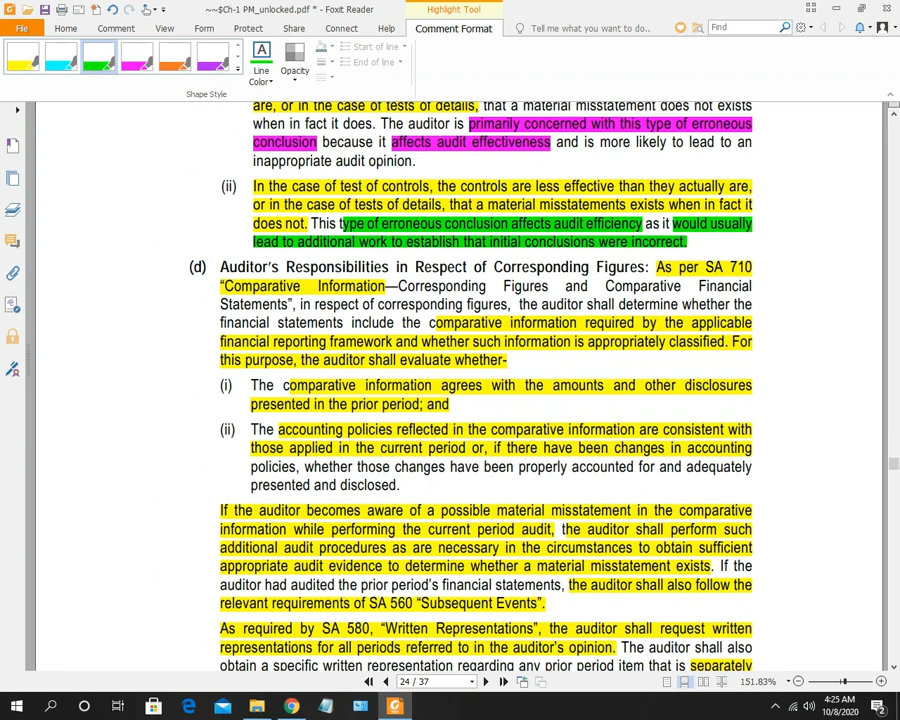 ~~$Ch-1 PM_unlocked.pdf * - Foxit Reader
Highlight Tool
File
Home
Comment
View
Form
Protect
Share
Connect
Help
Comment Format
Tell me what you want to do..
Find
Line
Color
Opacity
Start of line
End of line
Shape Style
are, or in the case of tests of details, that a material misstatement does not exists
when in fact it does. The auditor is primarily concerned with this type of erroneous
conclusion because it affects audit effectiveness and is more likely to lead to an
inappropriate audit opinion.
(ii) In the case of test of controls, the controls are less effective than they actually are,
or in the case of tests of details, that a material misstatements exists when in fact it
does not. This type of erroneous conclusion affects audit efficiency as it would usually
lead to additional work to establish that initial conclusions were incorrect.
(d) Auditor's Responsibilities in Respect of Corresponding Figures: As per SA 710
“Comparative Information—Corresponding Figures and Comparative Financial
Statements”, in respect of corresponding figures, the auditor shall determine whether the
financial statements include the comparative information required by the applicable
financial reporting framework and whether such information is appropriately classified. For
this purpose, the auditor shall evaluate whether-
(i) The comparative information agrees with the amounts and other disclosures
presented in the prior period; and
(ii) The accounting policies reflected in the comparative information are consistent with
those applied in the current period or, if there have been changes in accounting
policies, whether those changes have been properly accounted for and adequately
presented and disclosed.
If the auditor becomes aware of a possible material misstatement in the comparative
information while performing the current period audit, the auditor shall perform such
additional audit procedures as are necessary in the circumstances to obtain sufficient
appropriate audit evidence to determine whether a material misstatement exists. If the
auditor had audited the prior period's financial statements, the auditor shall also follow the
relevant requirements of SA 560 “Subsequent Events”.
As required by SA 580, “Written Representations”, the auditor shall request written
representations for all periods referred to in the auditor's opinion. The auditor shall also
obtain a specific written representation regarding any prior period item that is separately
24 / 37
151.83%
4:25 AM
10/8/2020
2